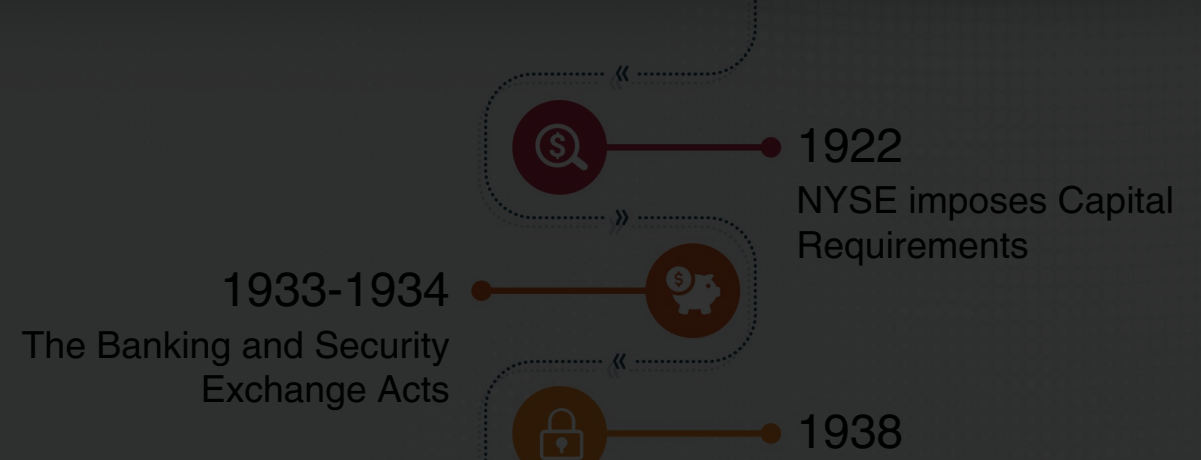 1922
NYSE imposes Capital
Requirements
1933-1934
The Banking and Security
Exchange Acts
1938